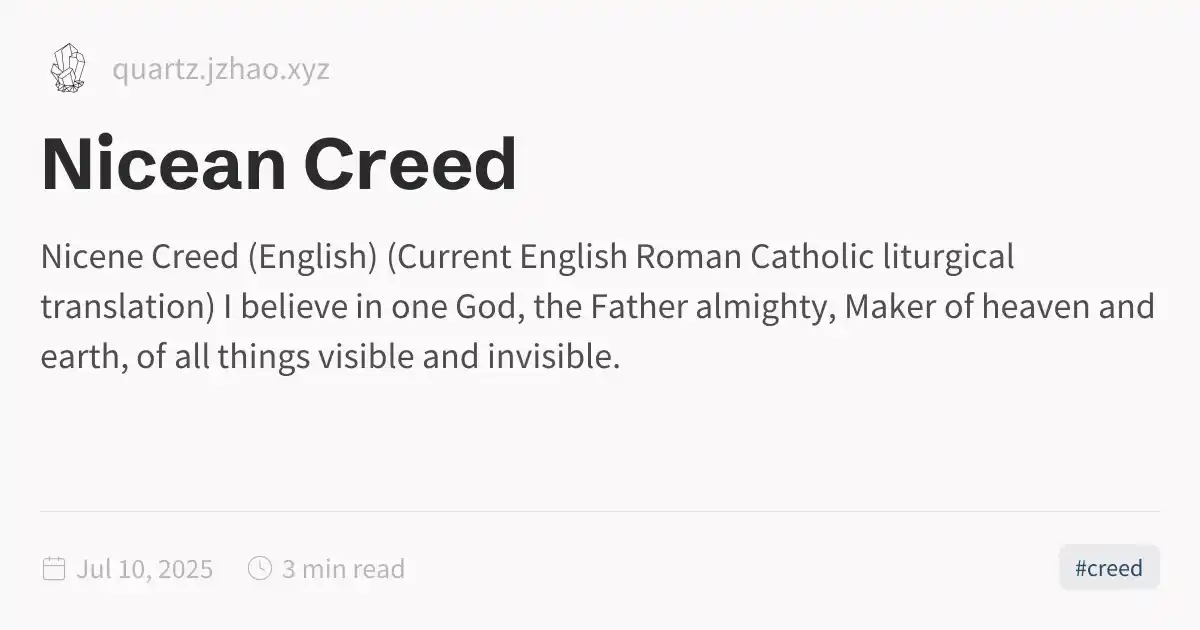 quartz.jzhao.xyz
Nicean Creed
Nicene Creed (English) (Current English Roman Catholic liturgical
translation) I believe in one God, the Father almighty, Maker of heaven and
earth, of all things visible and invisible.
Jul 10, 2025 3 min read #creed